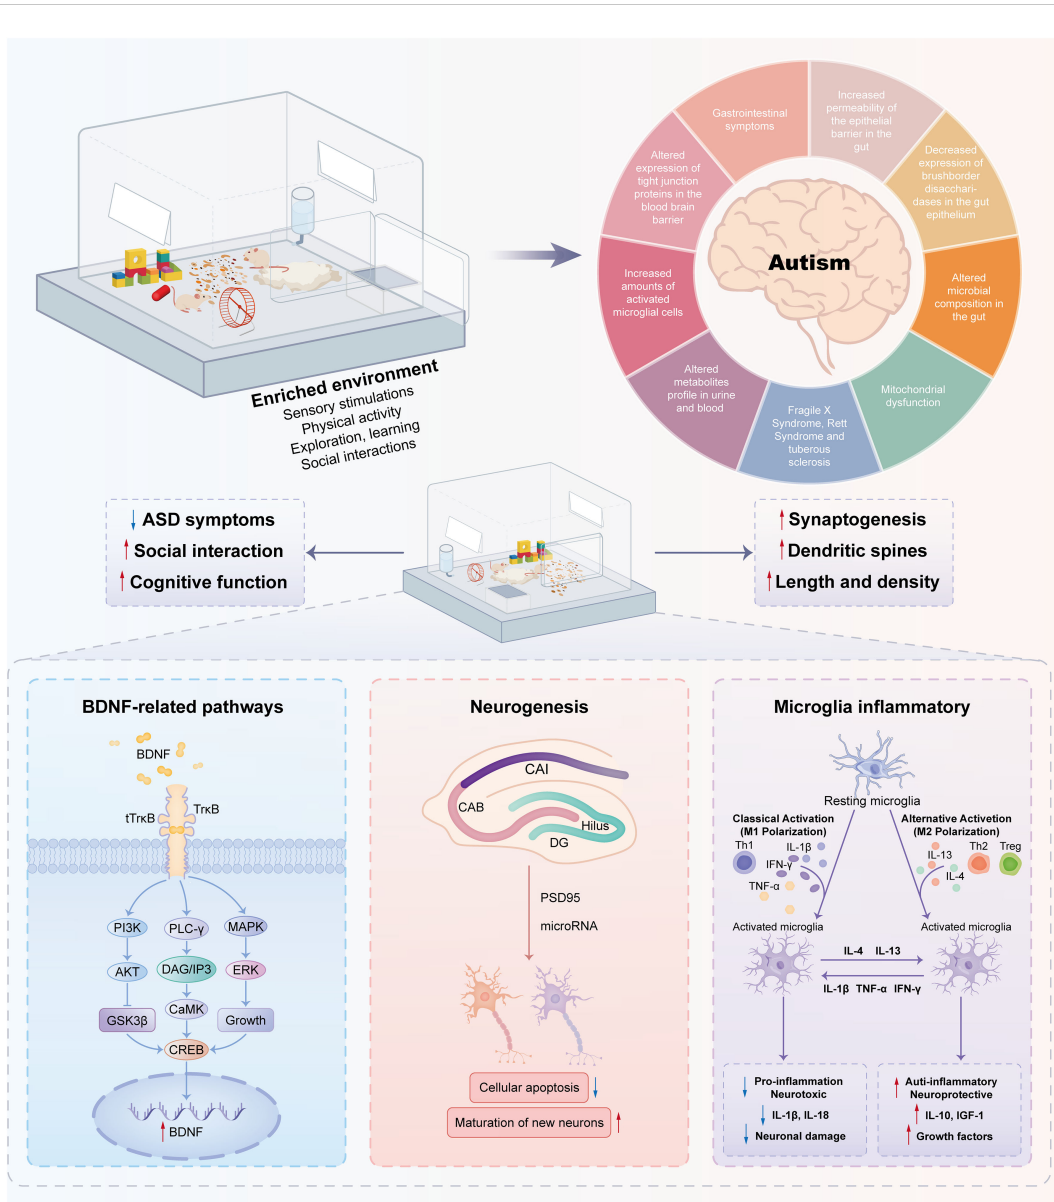 Gastrointestinal
symptoms
Increased
permeability of
the epithelial
barrier in the
gut
Decreased
expression of
brushborder
disacchari-
dases in the gut
epithelium
Altered
microbial
composition in
the gut
Mitochondrial
dysfunction
Fragile X
Syndrome, Rett
Syndrome and
tuberous
sclerosis
Altered
metabolites
profile in urine
and blood
Increased
amounts of
activated
microglial cells
Altered
expression of
tight junction
proteins in the
blood brain
barrier
Autism
Enriched environment
Sensory stimulations
Physical activity
Exploration, learning
Social interactions
↓ ASD symptoms
↑ Social interaction
↑ Cognitive function
↑ Synaptogenesis
↑ Dendritic spines
↑ Length and density
BDNF-related pathways
BDNF
tTrκB
TrκB
PI3K
PLC-γ
MAPK
AKT
DAG/IP3
ERK
GSK3β
CaMK
Growth
CREB
↑ BDNF
Neurogenesis
CAI
CAB
Hilus
DG
PSD95
microRNA
Cellular apoptosis ↓
Maturation of new neurons ↑
Microglia inflammatory
Resting microglia
Classical Activation
(M1 Polarization)
Th1
IL-1β
IFN-γ
TNF-α
Alternative Activetion
(M2 Polarization)
IL-13
Th2
Treg
IL-4
Activated microglia
Activated microglia
IL-4 IL-13
IL-1β TNF-α IFN-γ
↓ Pro-inflammation
Neurotoxic
↓ IL-1β, IL-18
↓ Neuronal damage
↑ Auti-inflammatory
Neuroprotective
↑ IL-10, IGF-1
↑ Growth factors